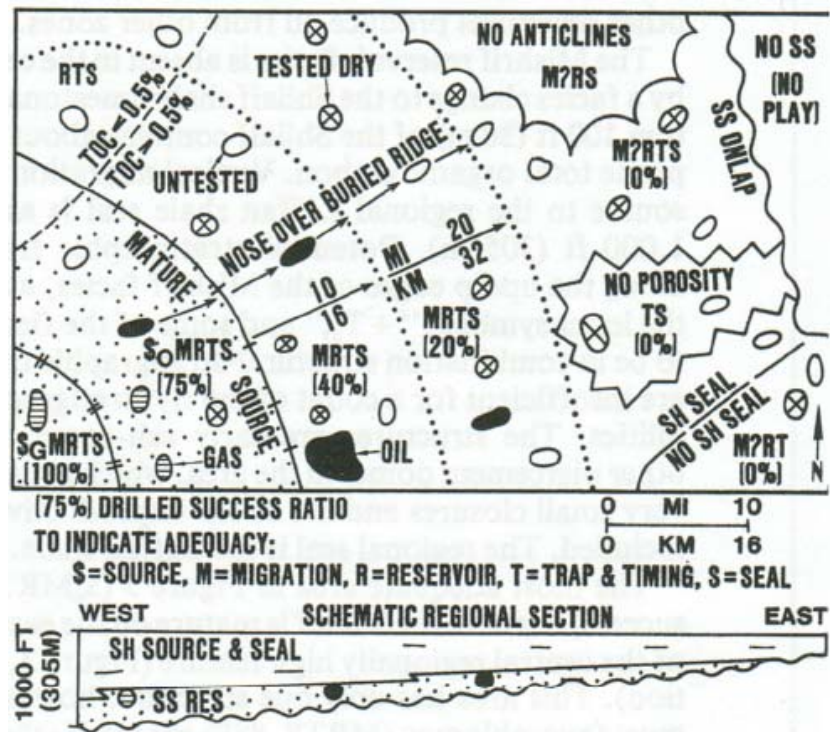 NO ANTICLINES
M?RS
NO SS
(NO
PLAY)
RTS
TESTED DRY
TOC = 0.5%
TOC = 0.5%
SS ONLAP
M?RTS
(0%)
UNTESTED
NOSE OVER BURIED RIDGE
MATURE
SOURCE
10 MI 20
16 KM 32
NO POROSITY
TS
(0%)
$O MRTS
(75%)
MRTS
(40%)
MRTS
(20%)
SH SEAL
NO SH SEAL
$G MRTS
(100%)
GAS
OIL
M?RT
(0%)
N
(75%) DRILLED SUCCESS RATIO
0 MI 10
0 KM 16
TO INDICATE ADEQUACY:
$=SOURCE, M=MIGRATION, R=RESERVOIR, T=TRAP & TIMING, S=SEAL
WEST SCHEMATIC REGIONAL SECTION EAST
1000 FT
(305M)
SH SOURCE & SEAL
SS RES